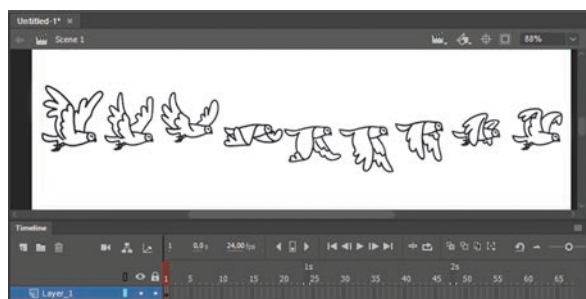 Untitled-1* ×
Scene 1 88%
Timeline
1 0,0 s 24,00 fps
1s 2s
1 5 10 15 20 25 30 35 40 45 50 55 60 65
Layer_1